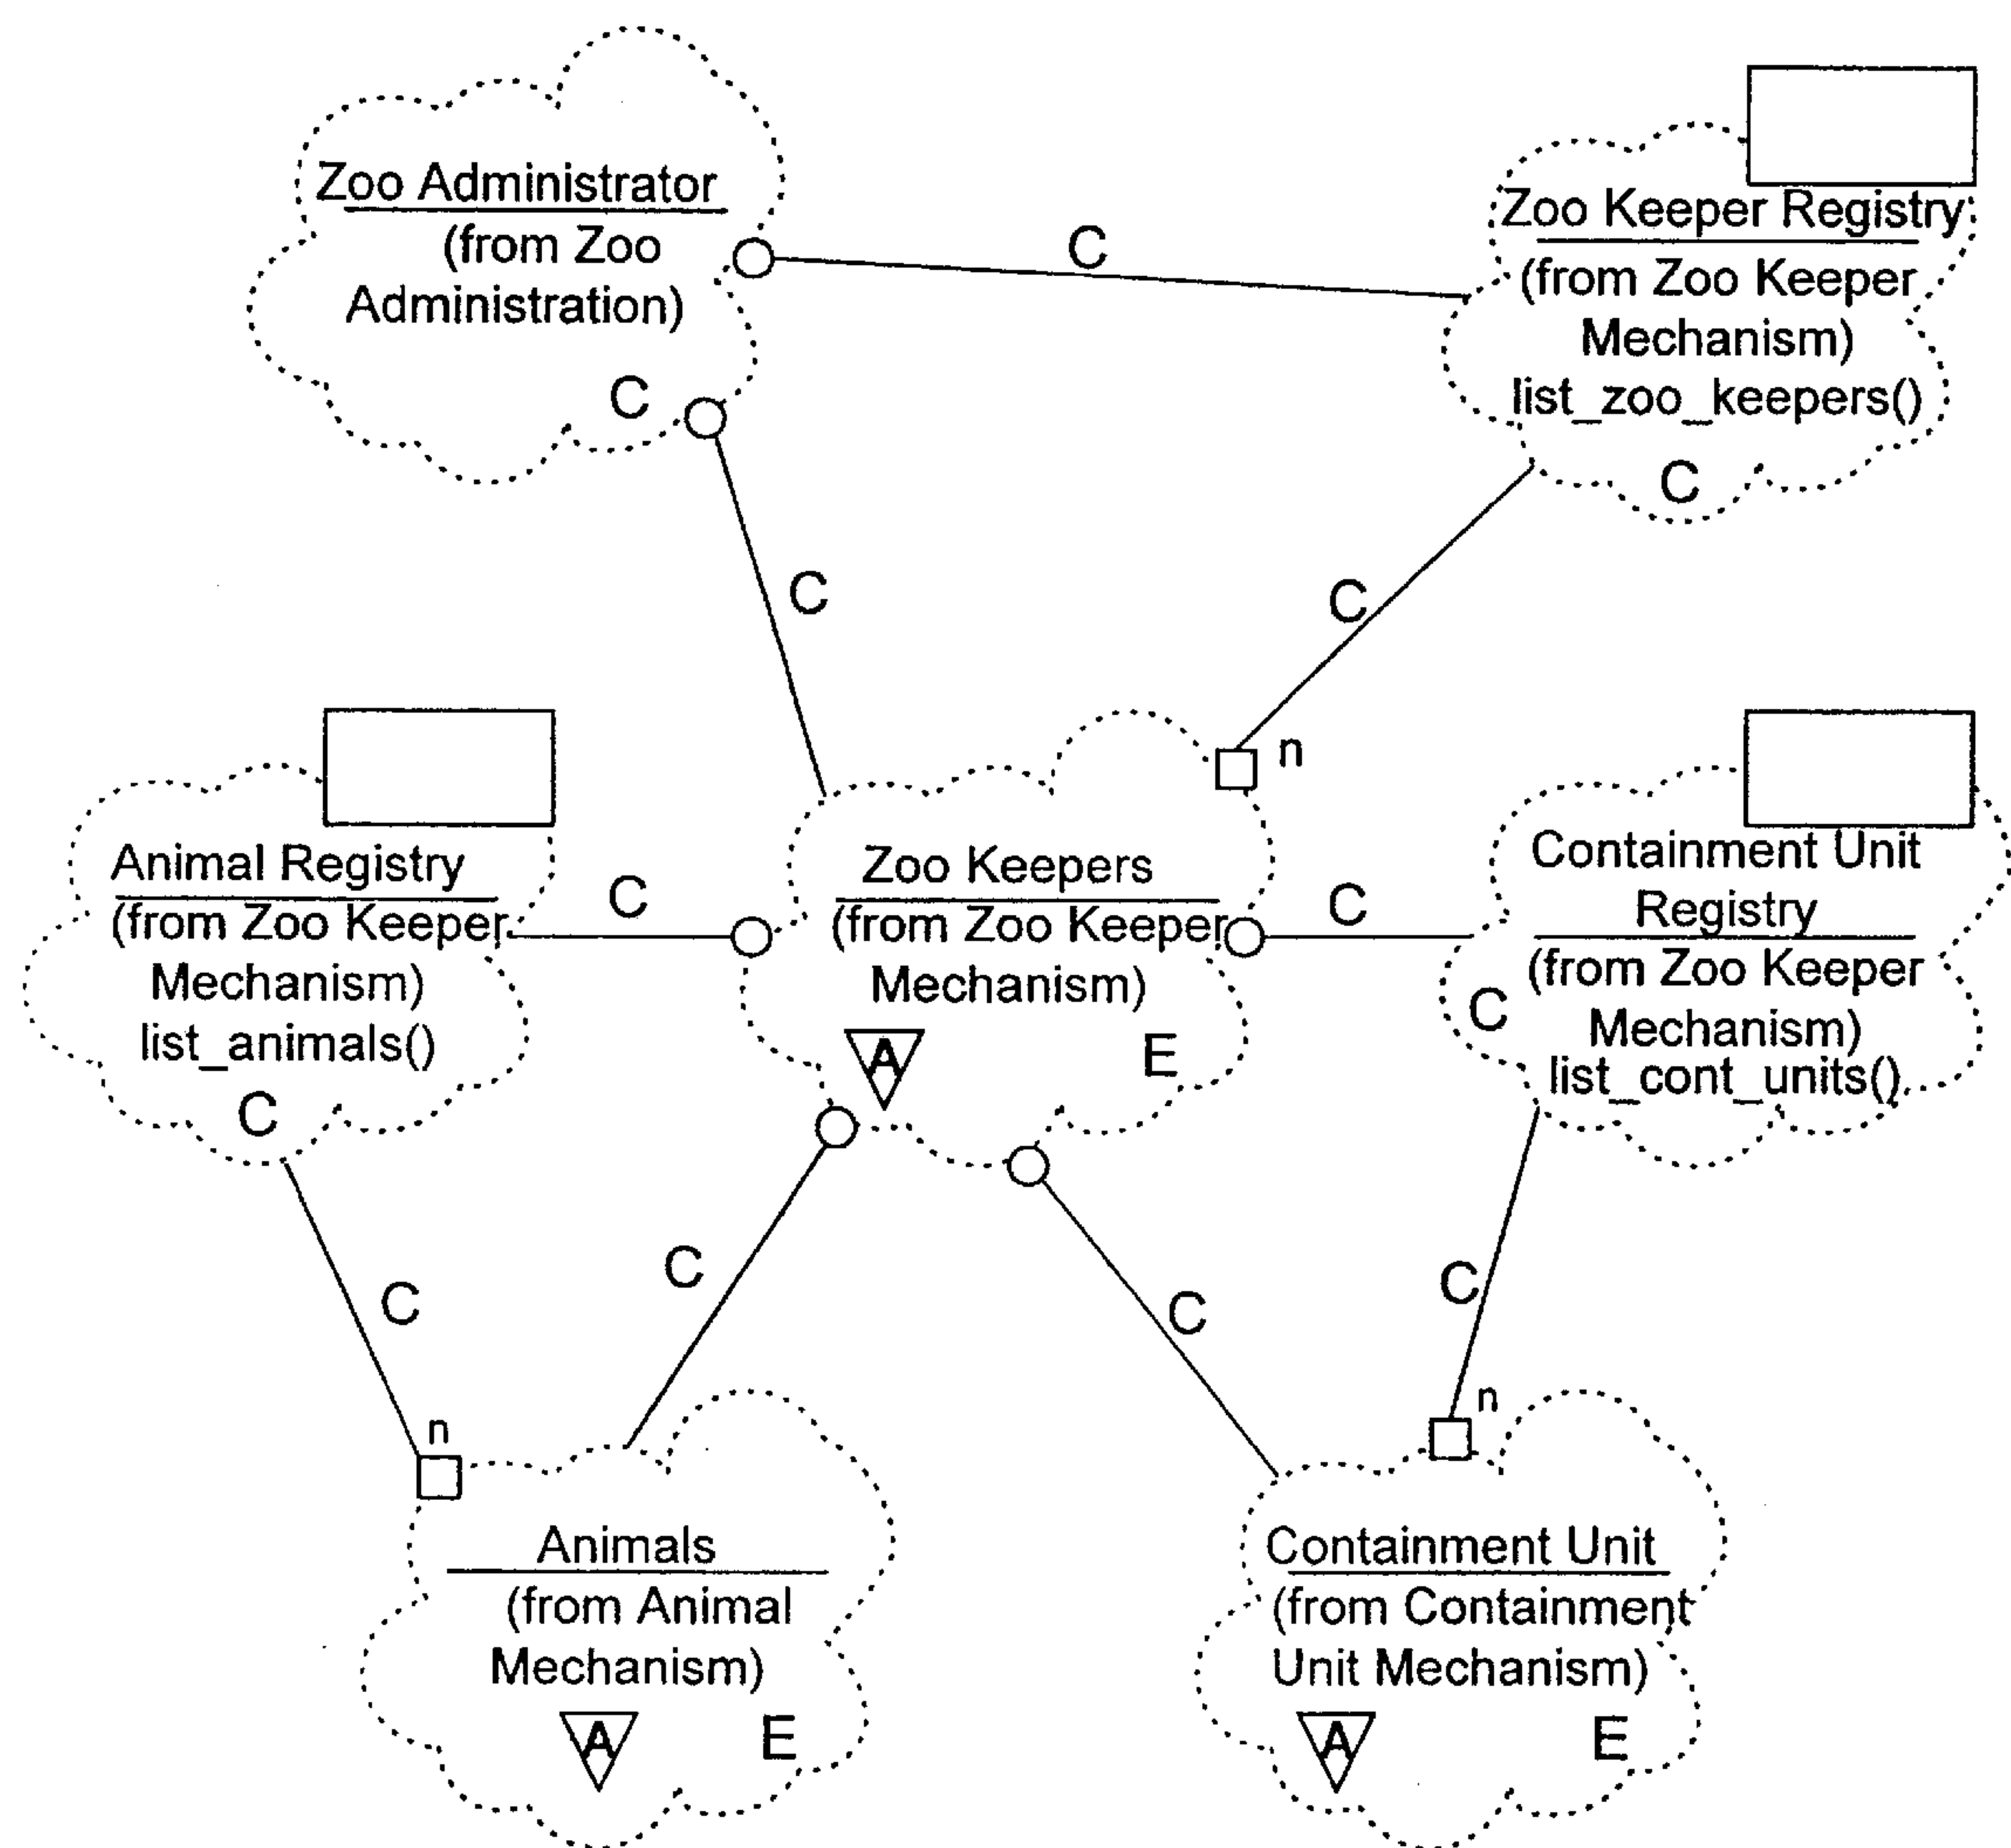 Zoo Administrator
(from Zoo
Administration)
C
C
Zoo Keeper Registry
(from Zoo Keeper
Mechanism)
list_zoo_keepers()
C
C
C
n
Animal Registry
(from Zoo Keeper
Mechanism)
list_animals()
C
C
Zoo Keepers
(from Zoo Keeper
Mechanism)
A
E
C
Containment Unit
Registry
(from Zoo Keeper
Mechanism)
list_cont_units()
C
C
C
C
C
n
n
Animals
(from Animal
Mechanism)
A
E
Containment Unit
(from Containment
Unit Mechanism)
A
E